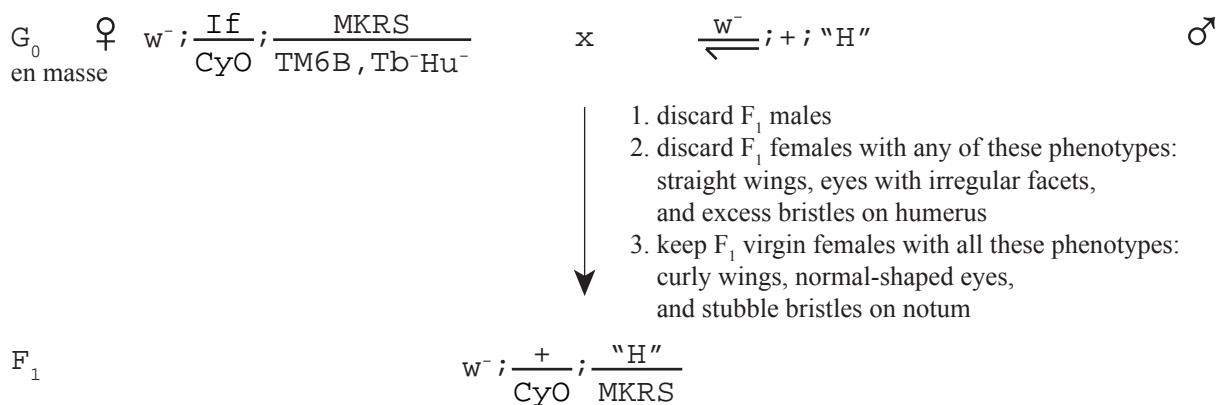 G₀ ♀ w⁻; If/CyO; MKRS/TM6B,Tb⁻Hu⁻ x w⁻; +; “H” ♂
en masse
1. discard F₁ males
2. discard F₁ females with any of these phenotypes:
straight wings, eyes with irregular facets,
and excess bristles on humerus
3. keep F₁ virgin females with all these phenotypes:
curly wings, normal-shaped eyes,
and stubble bristles on notum
F₁ w⁻; +/CyO; “H”/MKRS